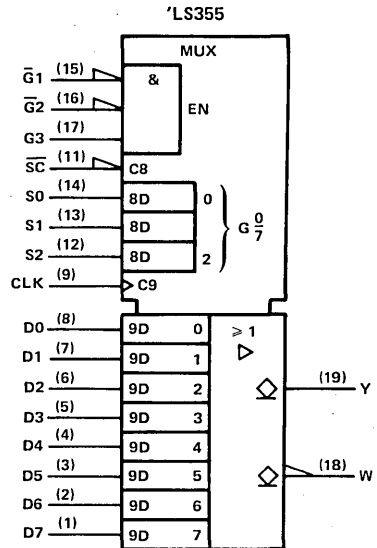 'LS355
MUX
G̅1 (15) & EN
G̅2 (16)
G3 (17)
S̅C̅ (11) C8
S0 (14) 8D 0
S1 (13) 8D G 0/7
S2 (12) 8D 2
CLK (9) C9
D0 (8) 9D 0 ≥ 1
D1 (7) 9D 1
D2 (6) 9D 2 (19) Y
D3 (5) 9D 3
D4 (4) 9D 4
D5 (3) 9D 5 (18) W
D6 (2) 9D 6
D7 (1) 9D 7